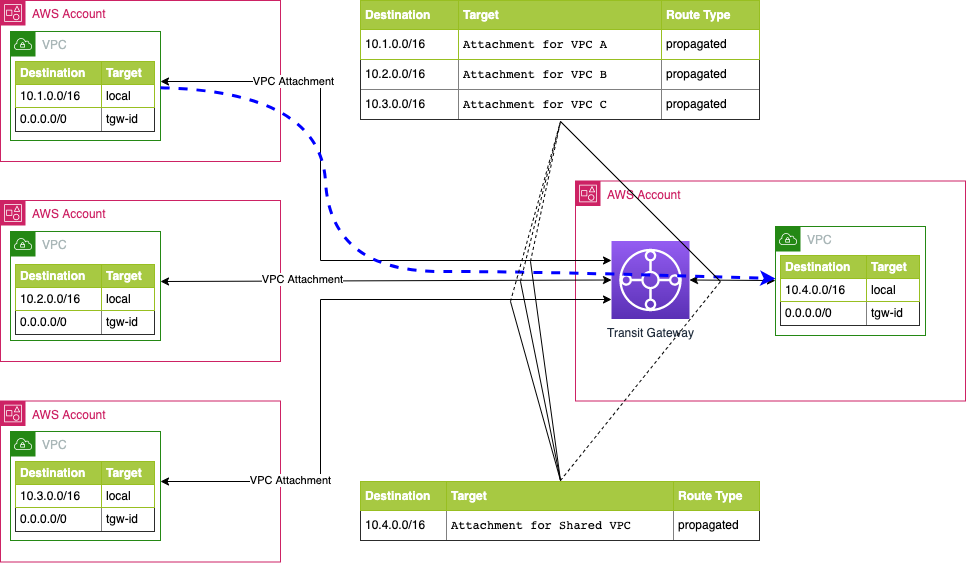 AWS Account
VPC
Destination Target
10.1.0.0/16 local
0.0.0.0/0 tgw-id
VPC Attachment
Destination Target Route Type
10.1.0.0/16 Attachment for VPC A propagated
10.2.0.0/16 Attachment for VPC B propagated
10.3.0.0/16 Attachment for VPC C propagated
AWS Account
VPC
Destination Target
10.2.0.0/16 local
0.0.0.0/0 tgw-id
VPC Attachment
AWS Account
Transit Gateway
VPC
Destination Target
10.4.0.0/16 local
0.0.0.0/0 tgw-id
AWS Account
VPC
Destination Target
10.3.0.0/16 local
0.0.0.0/0 tgw-id
VPC Attachment
Destination Target Route Type
10.4.0.0/16 Attachment for Shared VPC propagated